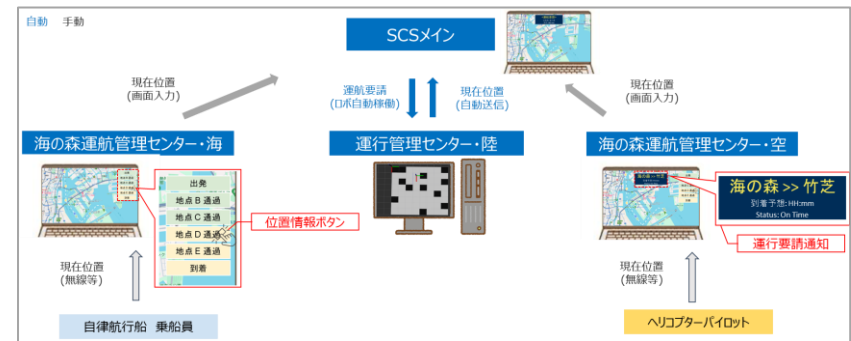 自動 手動
SCSメイン
現在位置
(画面入力)
運航要請
(ロボ自動稼働)
現在位置
(自動送信)
現在位置
(画面入力)
海の森運航管理センター・海
運行管理センター・陸
海の森運航管理センター・空
出発
地点B通過
地点C通過
地点D通過
地点E通過
到着
位置情報ボタン
海の森 >> 竹芝
到着予想: HH:mm
Status: On Time
運行要請通知
現在位置
(無線等)
現在位置
(無線等)
自律航行船 乗船員
ヘリコプターパイロット